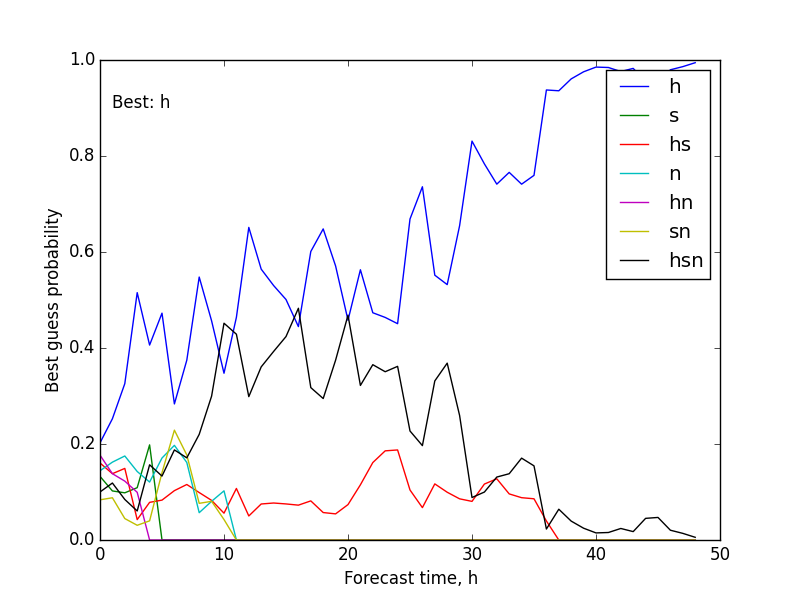 Best guess probability
1.0
0.8
0.6
0.4
0.2
0.0
Best: h
h
s
hs
n
hn
sn
hsn
0 10 20 30 40 50
Forecast time, h